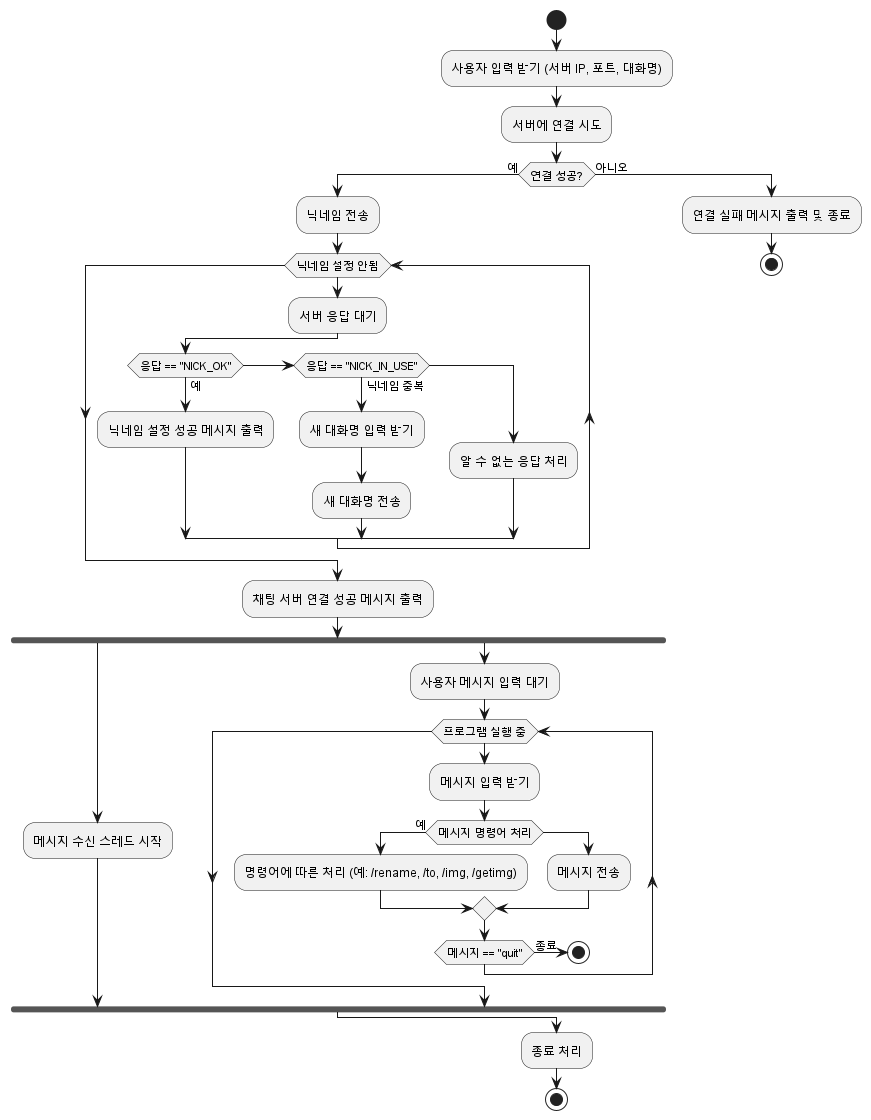 사용자 입력 받기 (서버 IP, 포트, 대화명)
서버에 연결 시도
예
연결 성공?
아니오
닉네임 전송
연결 실패 메시지 출력 및 종료
닉네임 설정 안됨
서버 응답 대기
응답 == "NICK_OK"
응답 == "NICK_IN_USE"
예
닉네임 중복
닉네임 설정 성공 메시지 출력
새 대화명 입력 받기
알 수 없는 응답 처리
새 대화명 전송
채팅 서버 연결 성공 메시지 출력
사용자 메시지 입력 대기
프로그램 실행 중
메시지 입력 받기
예
메시지 명령어 처리
메시지 수신 스레드 시작
명령어에 따른 처리 (예: /rename, /to, /img, /getimg)
메시지 전송
메시지 == "quit"
종료
종료 처리